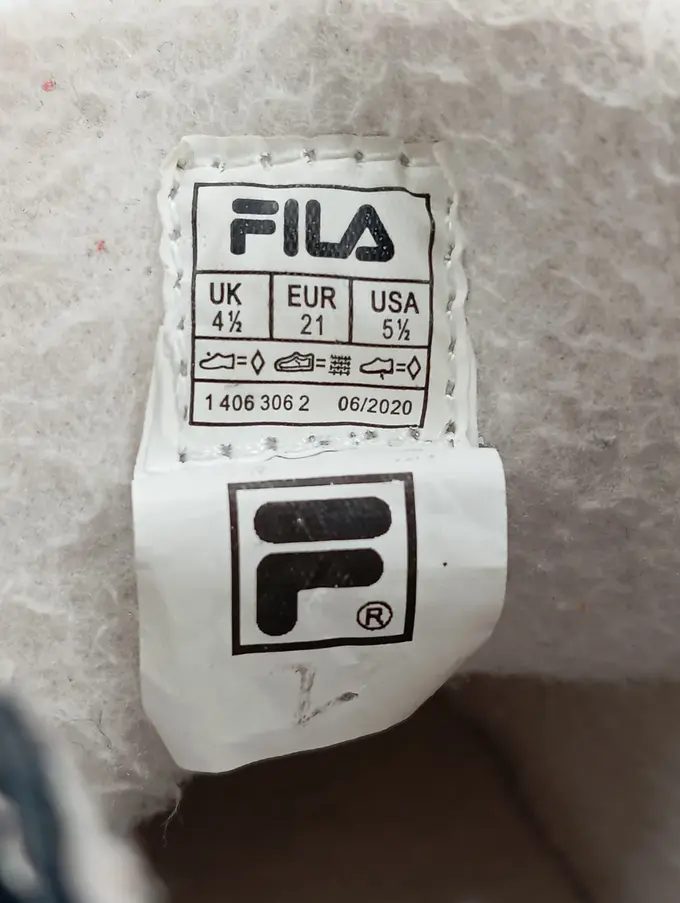 FILA
UK EUR USA
4½ 21 5½
1 406 306 2 06/2020
F
®